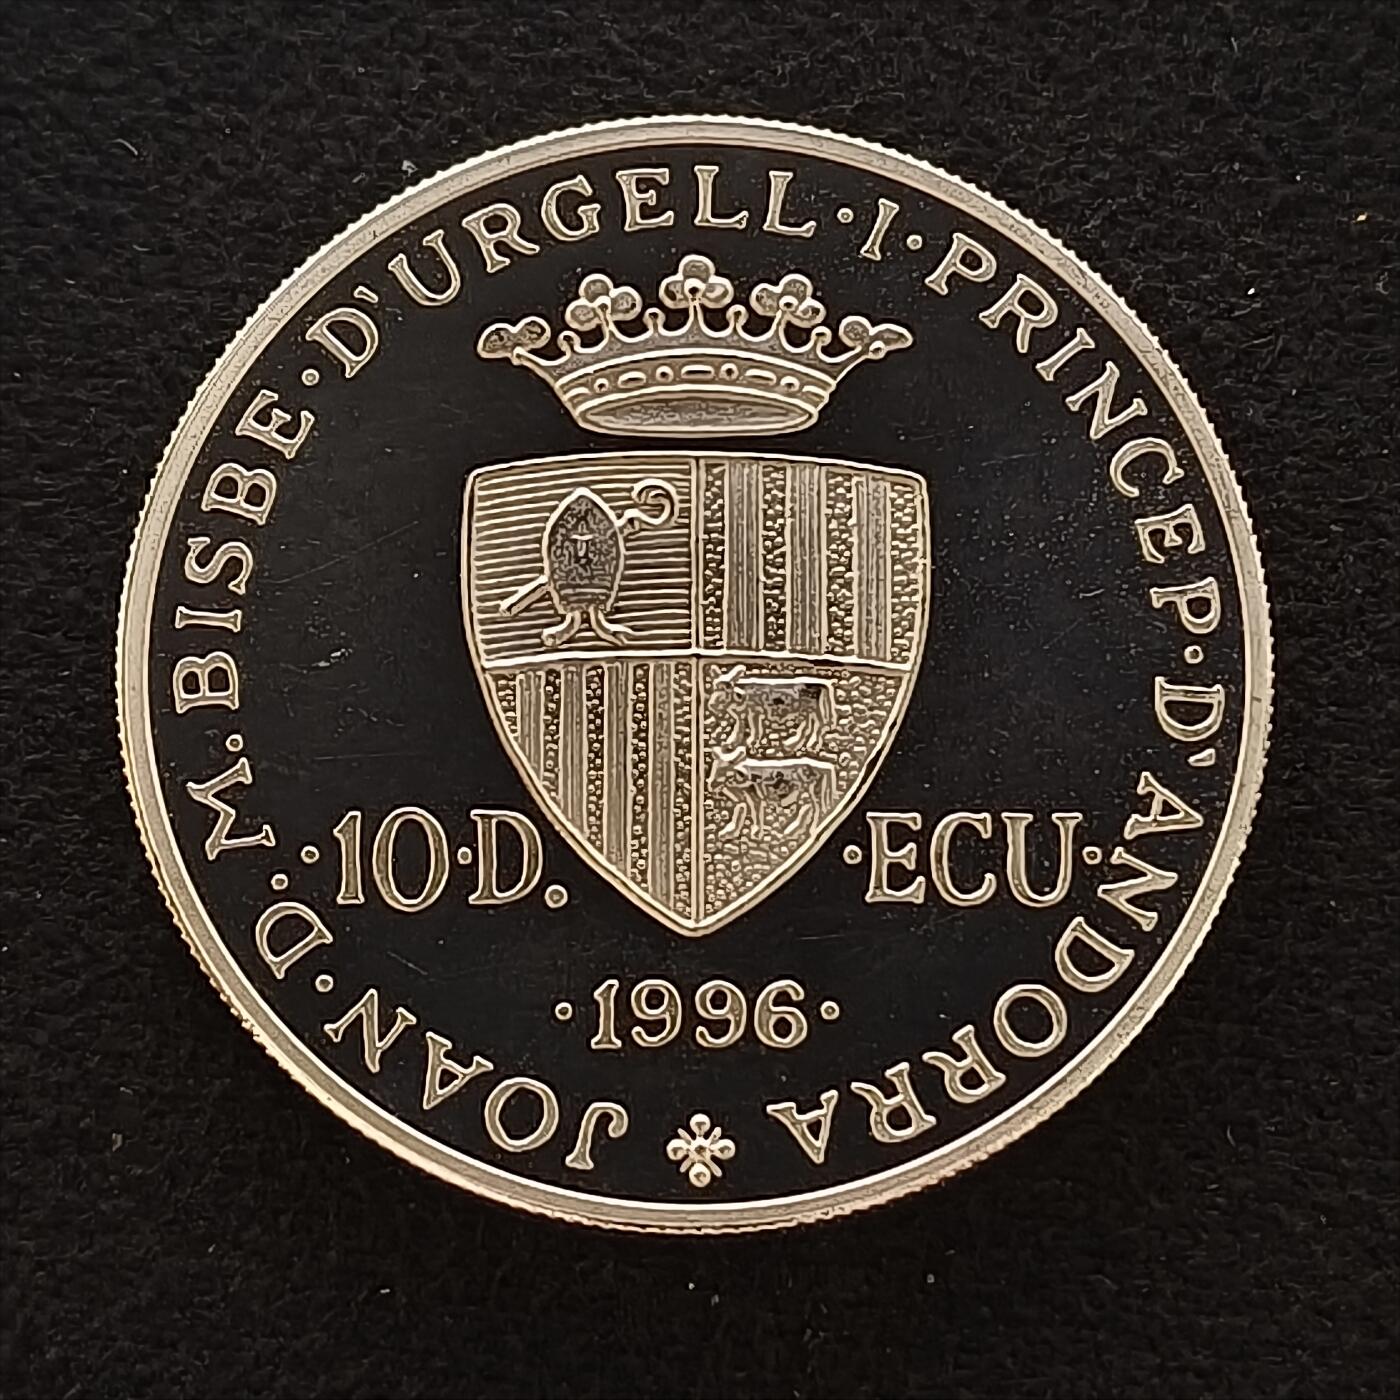 JOAN·D·M·BISBE·D'URGELL·I·PRINCEP·D'ANDORRA
·10·D. ·ECU·
·1996·